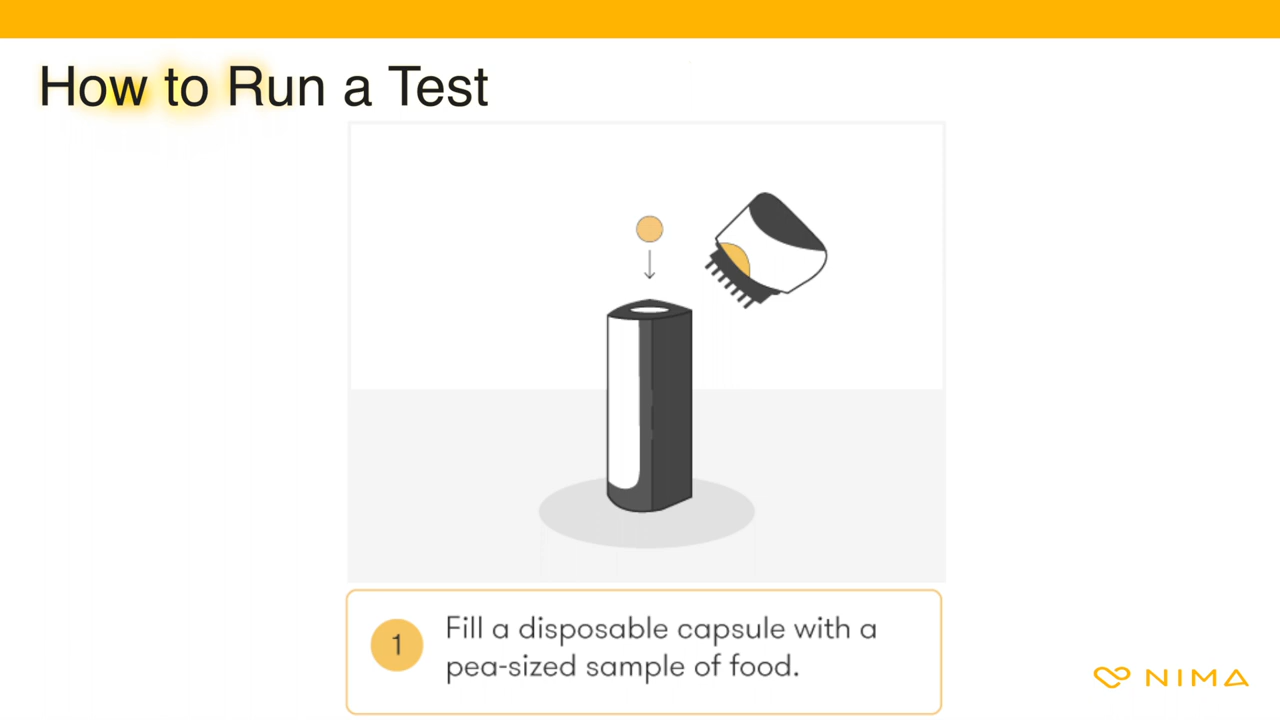 How to Run a Test
1
Fill a disposable capsule with a
pea-sized sample of food.
NIMA